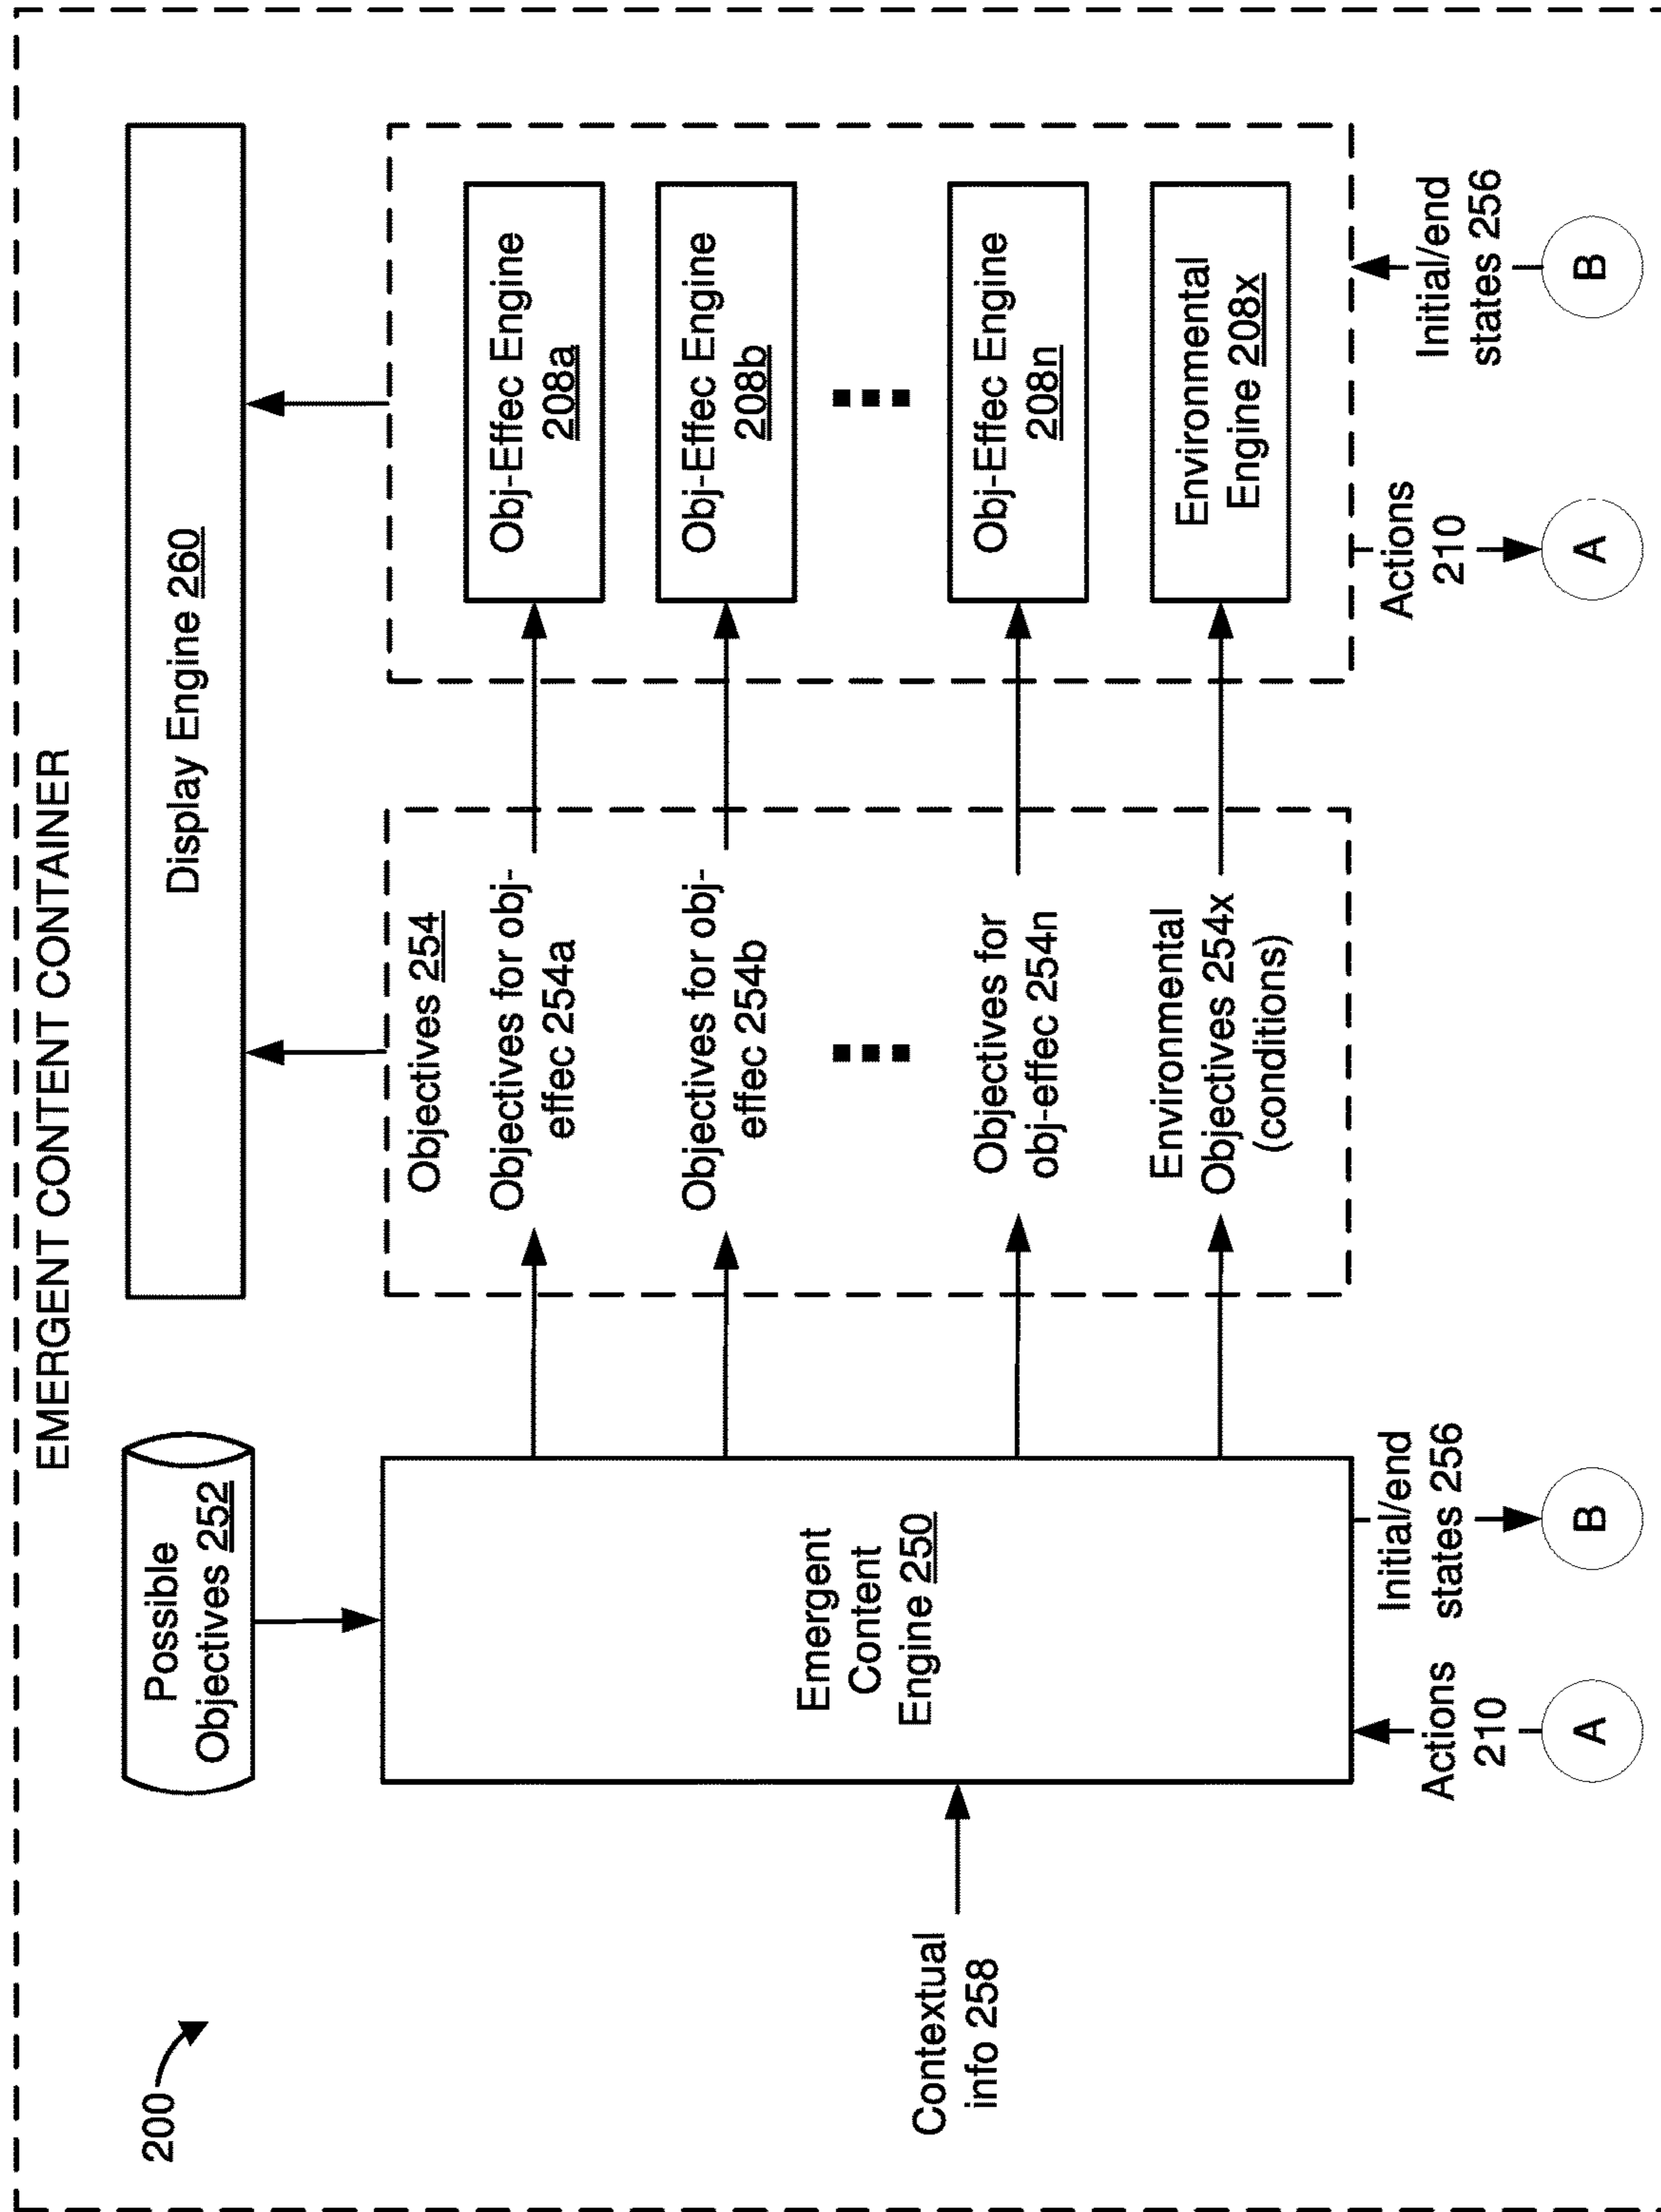 EMERGENT CONTENT CONTAINER
200
Possible
Objectives 252
Display Engine 260
Contextual
info 258
Emergent
Content
Engine 250
Objectives 254
Objectives for obj-
effec 254a
Objectives for obj-
effec 254b
Objectives for
obj-effec 254n
Environmental
Objectives 254x
(conditions)
Obj-Effec Engine
208a
Obj-Effec Engine
208b
Obj-Effec Engine
208n
Environmental
Engine 208x
Actions
210
A
Initial/end
states 256
B
Actions
210
A
Initial/end
states 256
B